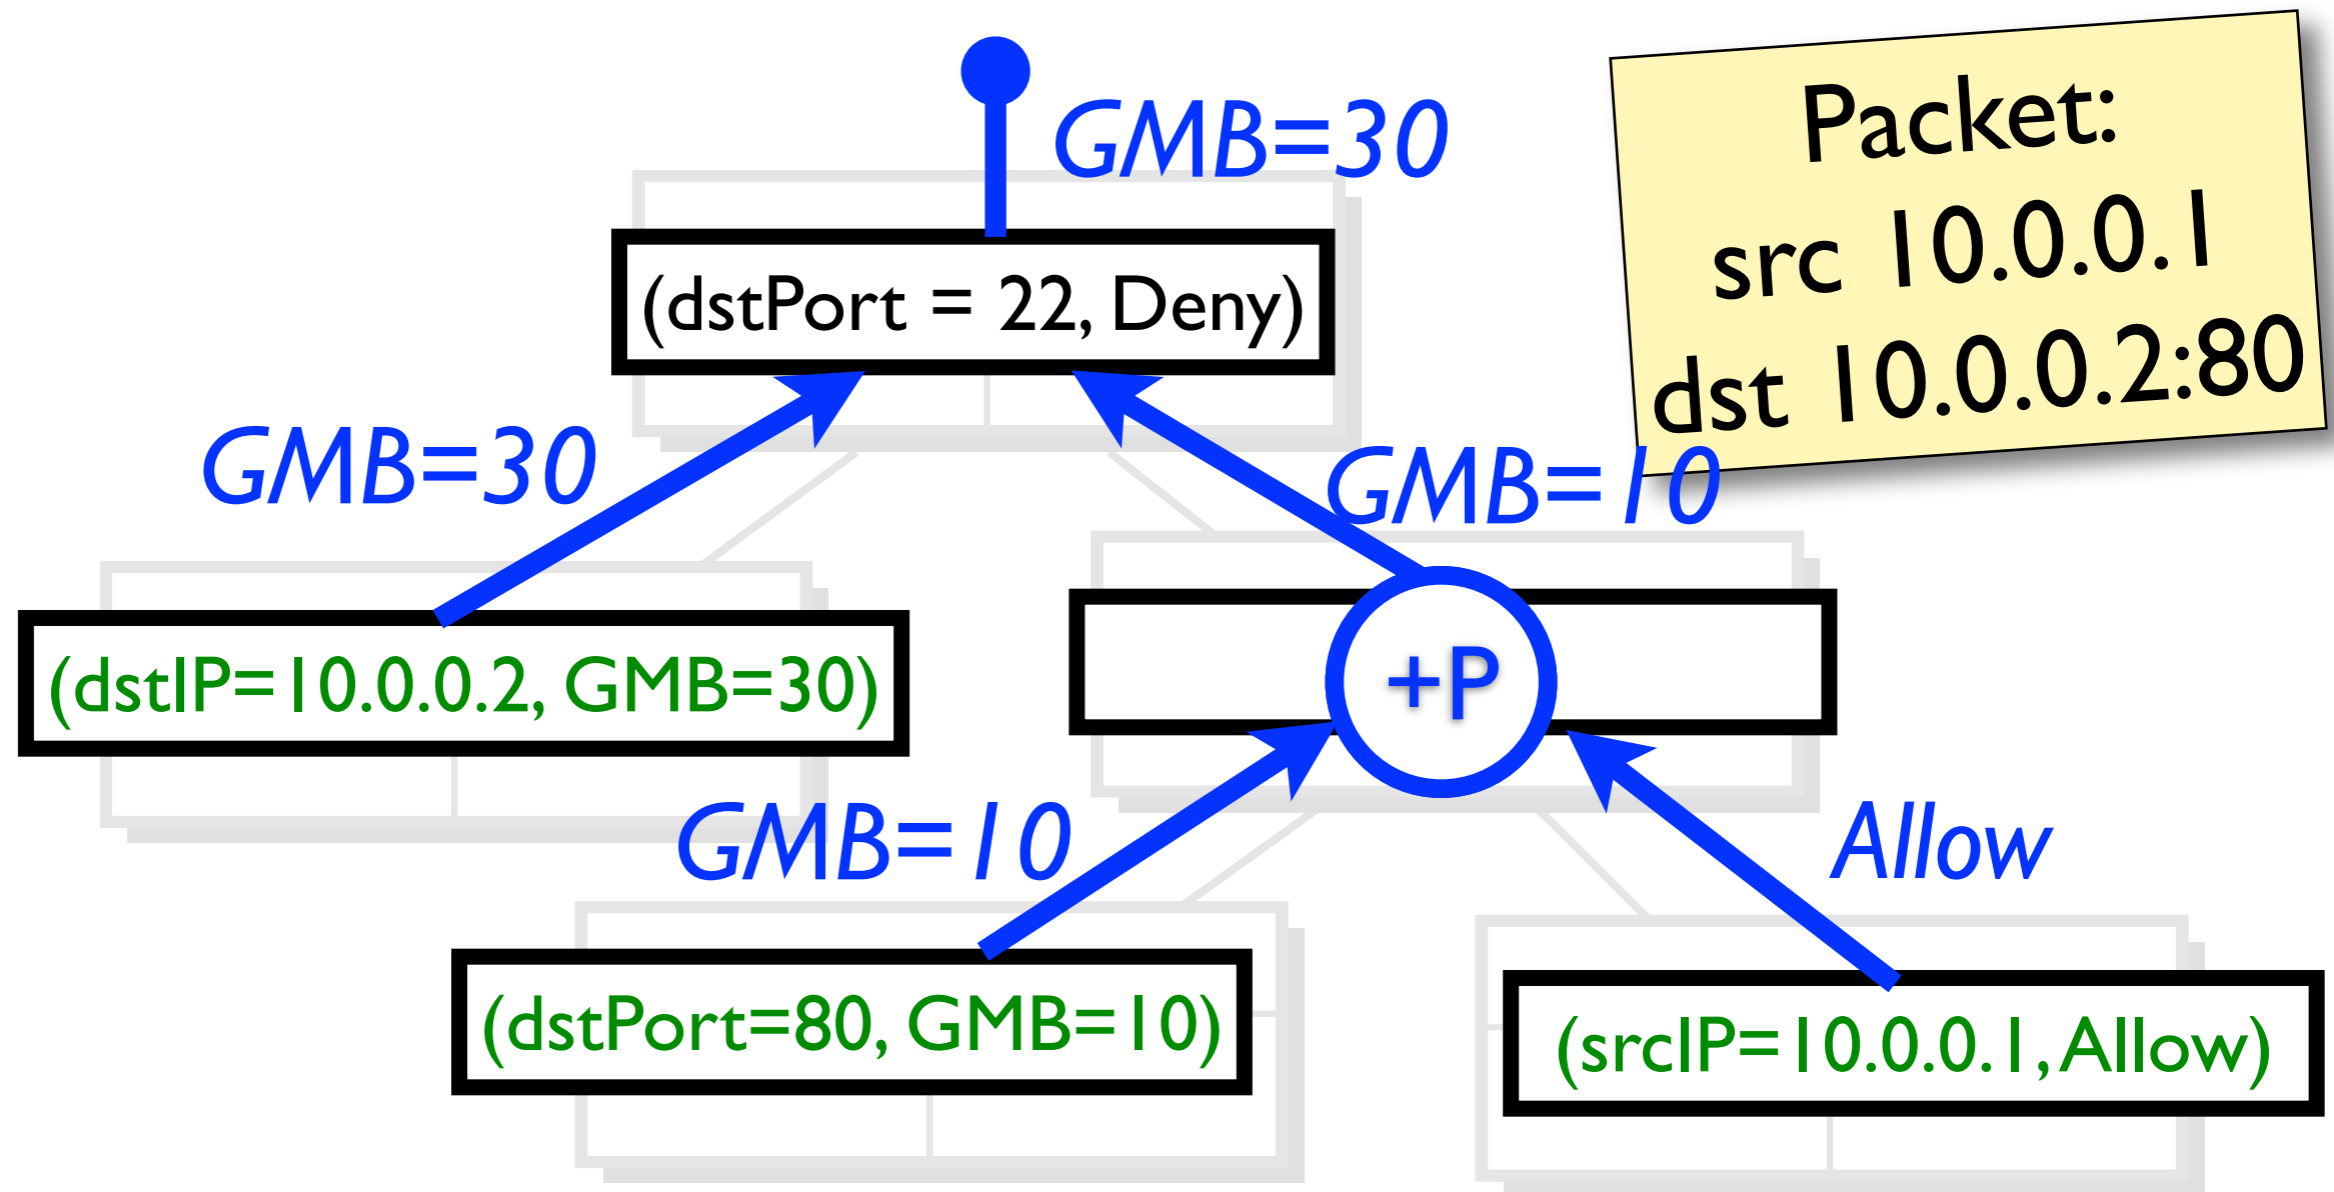 GMB=30
Packet:
src 10.0.0.1
dst 10.0.0.2:80
(dstPort = 22, Deny)
GMB=30
GMB=10
(dstIP=10.0.0.2, GMB=30)
+P
GMB=10
Allow
(dstPort=80, GMB=10)
(srcIP=10.0.0.1, Allow)